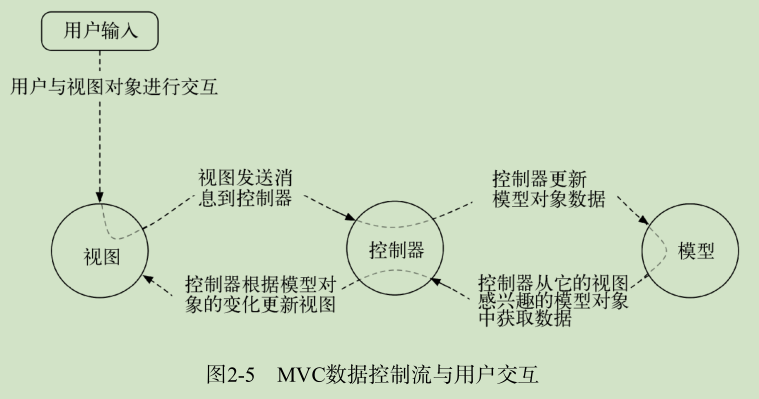 用户输入
用户与视图对象进行交互
视图发送消
息到控制器
控制器更新
模型对象数据
视图
控制器
模型
控制器根据模型对
象的变化更新视图
控制器从它的视图
感兴趣的模型对象
中获取数据
图2-5 MVC数据控制流与用户交互